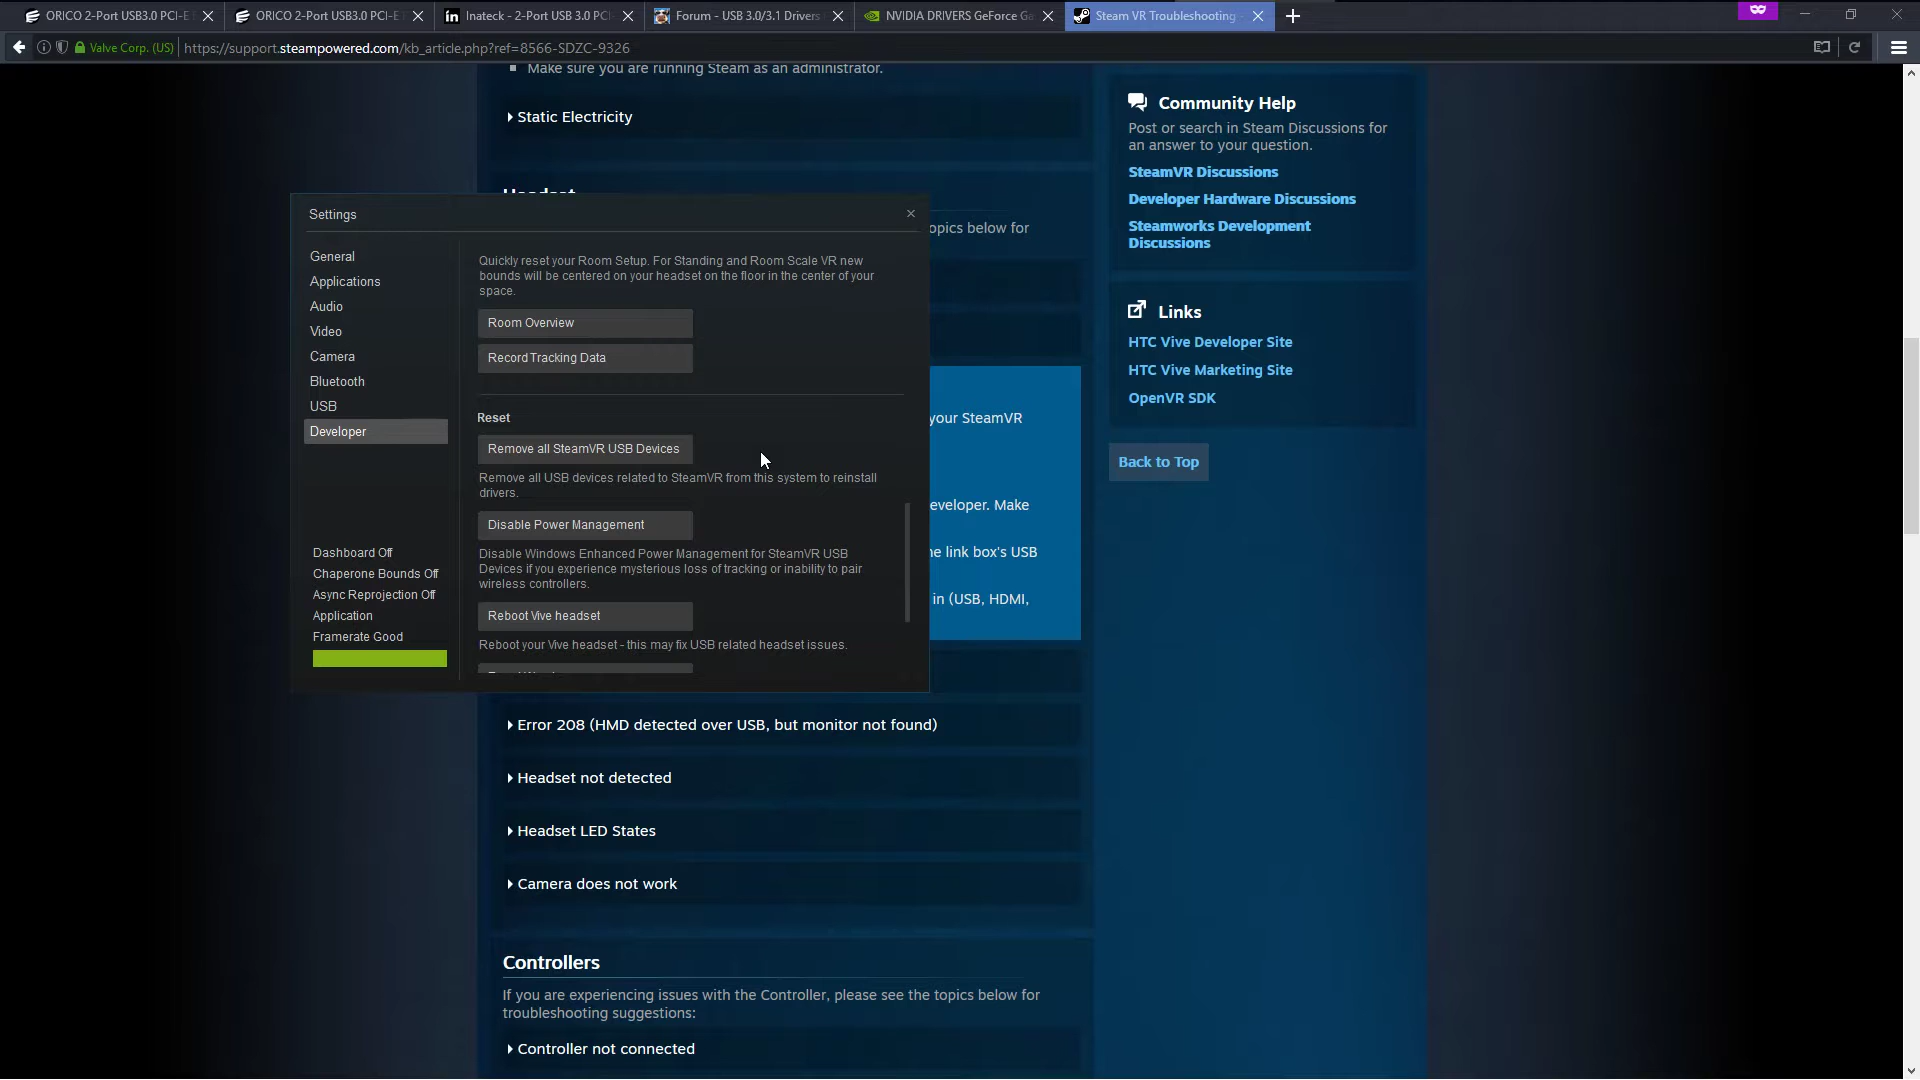 ORICO 2-Port USB3.0 PCI-E
ORICO 2-Port USB3.0 PCI-E
Inateck - 2-Port USB 3.0 PCI
Forum - USB 3.0/3.1 Drivers
NVIDIA DRIVERS GeForce Ga
Steam VR Troubleshooting
Valve Corp. (US)
https://support.steampowered.com/kb_article.php?ref=8566-SDZC-9326
Make sure you are running Steam as an administrator.
Static Electricity
Headset
opics below for
Settings
General
Applications
Audio
Video
Camera
Bluetooth
USB
Developer
Dashboard Off
Chaperone Bounds Off
Async Reprojection Off
Application
Framerate Good
Quickly reset your Room Setup. For Standing and Room Scale VR new
bounds will be centered on your headset on the floor in the center of your
space.
Room Overview
Record Tracking Data
Reset
Remove all SteamVR USB Devices
Remove all USB devices related to SteamVR from this system to reinstall
drivers.
Disable Power Management
Disable Windows Enhanced Power Management for SteamVR USB
Devices if you experience mysterious loss of tracking or inability to pair
wireless controllers.
Reboot Vive headset
Reboot your Vive headset - this may fix USB related headset issues.
your SteamVR
eveloper. Make
he link box's USB
in (USB, HDMI,
Error 208 (HMD detected over USB, but monitor not found)
Headset not detected
Headset LED States
Camera does not work
Controllers
If you are experiencing issues with the Controller, please see the topics below for
troubleshooting suggestions:
Controller not connected
Community Help
Post or search in Steam Discussions for
an answer to your question.
SteamVR Discussions
Developer Hardware Discussions
Steamworks Development
Discussions
Links
HTC Vive Developer Site
HTC Vive Marketing Site
OpenVR SDK
Back to Top